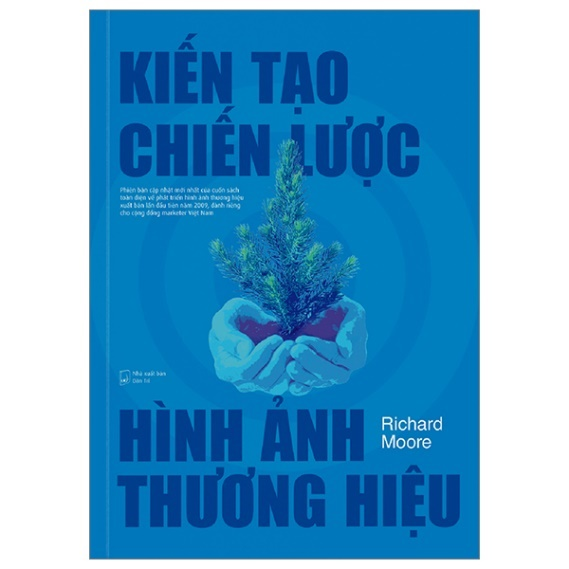 KIẾN TẠO
CHIẾN LƯỢC
Phiên bản cập nhật mới nhất của cuốn sách
toàn diện về phát triển hình ảnh thương hiệu
xuất bản lần đầu tiên năm 2009, dành riêng
cho cộng đồng marketer Việt Nam
Nhà xuất bản
Dân Trí
HÌNH ẢNH
Richard
Moore
THƯƠNG HIỆU